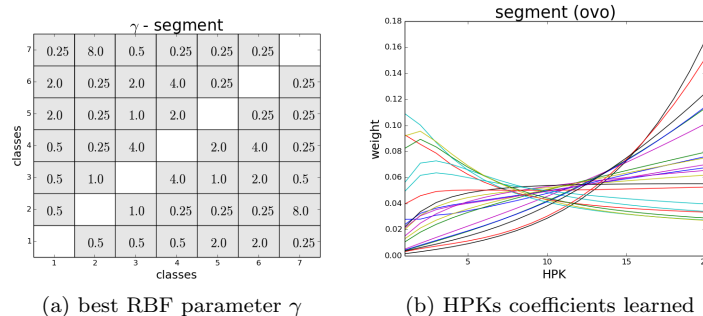 γ - segment
7 0.25 8.0 0.5 0.25 0.25 0.25
6 2.0 0.25 2.0 4.0 0.25 0.25
5 2.0 0.25 1.0 2.0 0.25 0.25
4 0.5 0.25 4.0 2.0 4.0 0.25
3 0.5 1.0 4.0 1.0 2.0 0.5
2 0.5 1.0 0.25 0.25 0.25 8.0
1 0.5 0.5 0.5 2.0 2.0 0.25
1 2 3 4 5 6 7
classes
classes
(a) best RBF parameter γ
segment (ovo)
0.18
0.16
0.14
0.12
0.10
0.08
0.06
0.04
0.02
0.00
weight
5 10 15 2
HPK
(b) HPKs coefficients learned